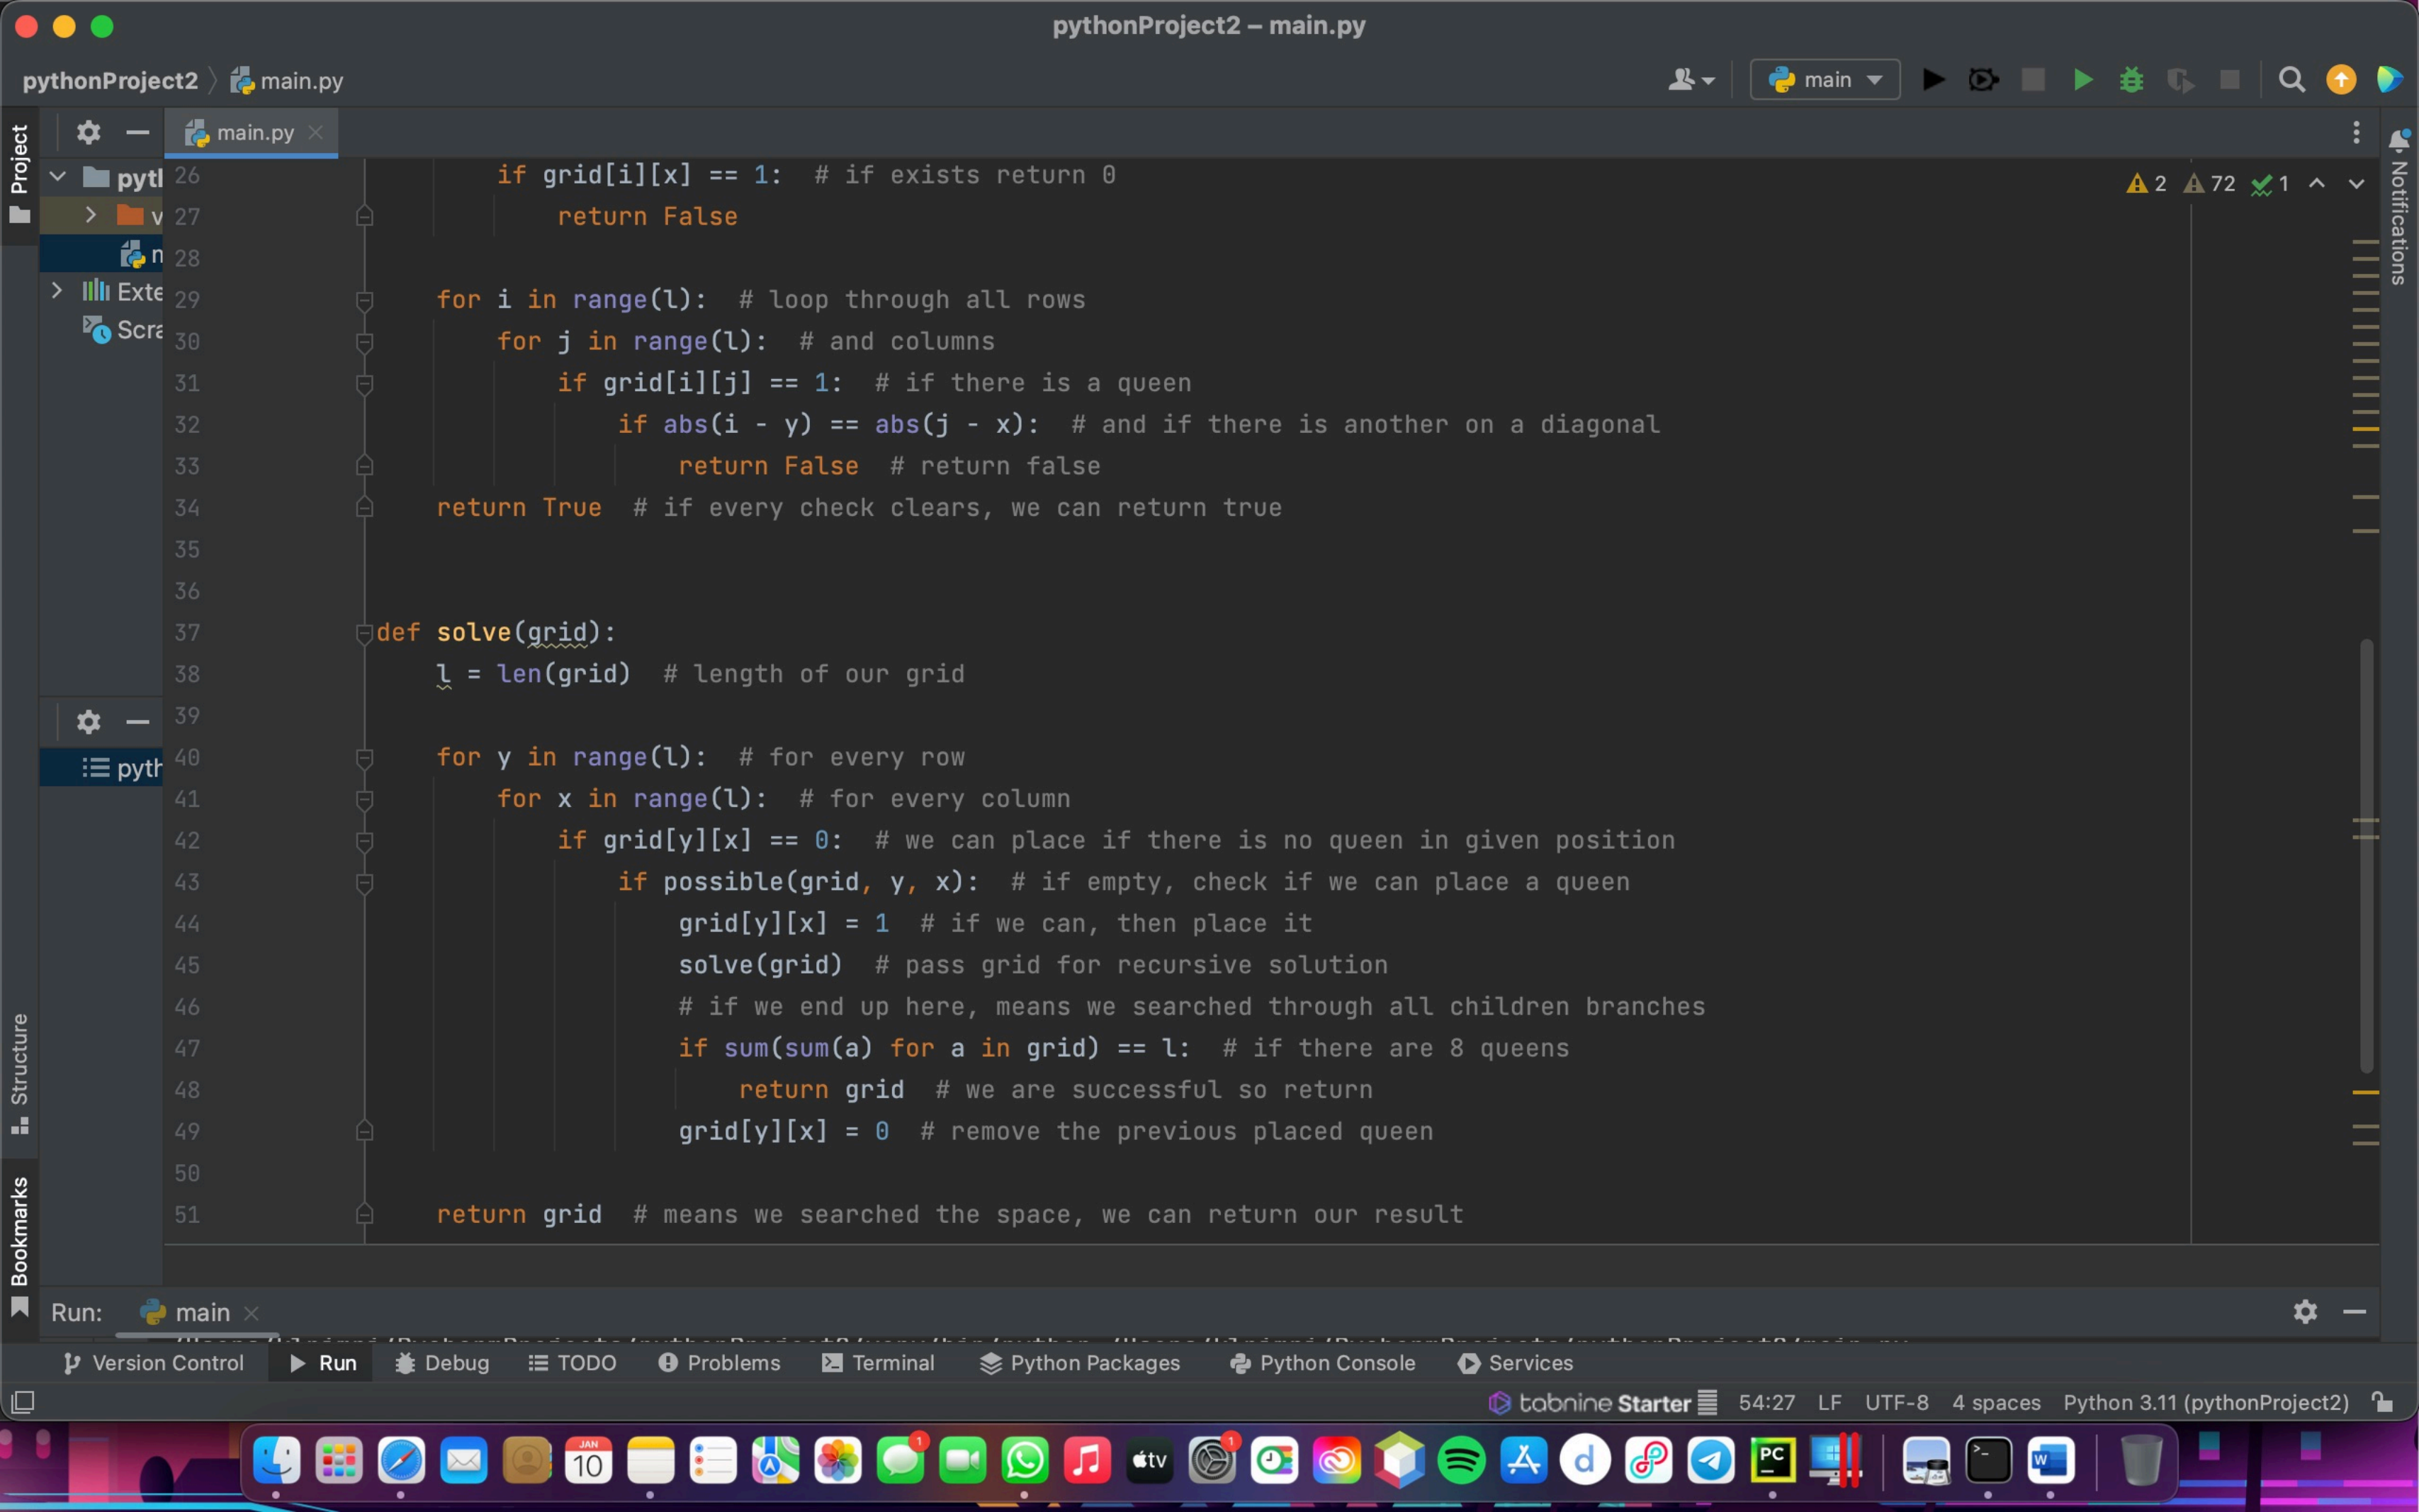 pythonProject2 – main.py
pythonProject2 main.py
main
Project
main.py
2 72 1
Notifications
26 if grid[i][x] == 1:  # if exists return 0
27 return False
28
29 for i in range(l):  # loop through all rows
30 for j in range(l):  # and columns
31 if grid[i][j] == 1:  # if there is a queen
32 if abs(i - y) == abs(j - x):  # and if there is another on a diagonal
33 return False  # return false
34 return True  # if every check clears, we can return true
35
36
37 def solve(grid):
38 l = len(grid)  # length of our grid
39
40 for y in range(l):  # for every row
41 for x in range(l):  # for every column
42 if grid[y][x] == 0:  # we can place if there is no queen in given position
43 if possible(grid, y, x):  # if empty, check if we can place a queen
44 grid[y][x] = 1  # if we can, then place it
45 solve(grid)  # pass grid for recursive solution
46 # if we end up here, means we searched through all children branches
47 if sum(sum(a) for a in grid) == l:  # if there are 8 queens
48 return grid  # we are successful so return
49 grid[y][x] = 0  # remove the previous placed queen
50
51 return grid  # means we searched the space, we can return our result
pyth
v
n
Exte
Scra
pyth
Structure
Bookmarks
Run: main
Version Control Run Debug TODO Problems Terminal Python Packages Python Console Services
tabnine Starter 54:27 LF UTF-8 4 spaces Python 3.11 (pythonProject2)
JAN
10
1
tv
1
d
PC
W